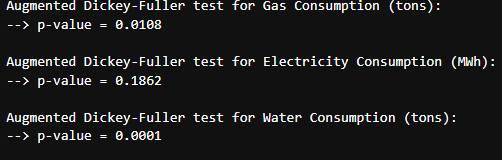 Augmented Dickey-Fuller test for Gas Consumption (tons):
--> p-value = 0.0108
Augmented Dickey-Fuller test for Electricity Consumption (MWh):
--> p-value = 0.1862
Augmented Dickey-Fuller test for Water Consumption (tons):
--> p-value = 0.0001